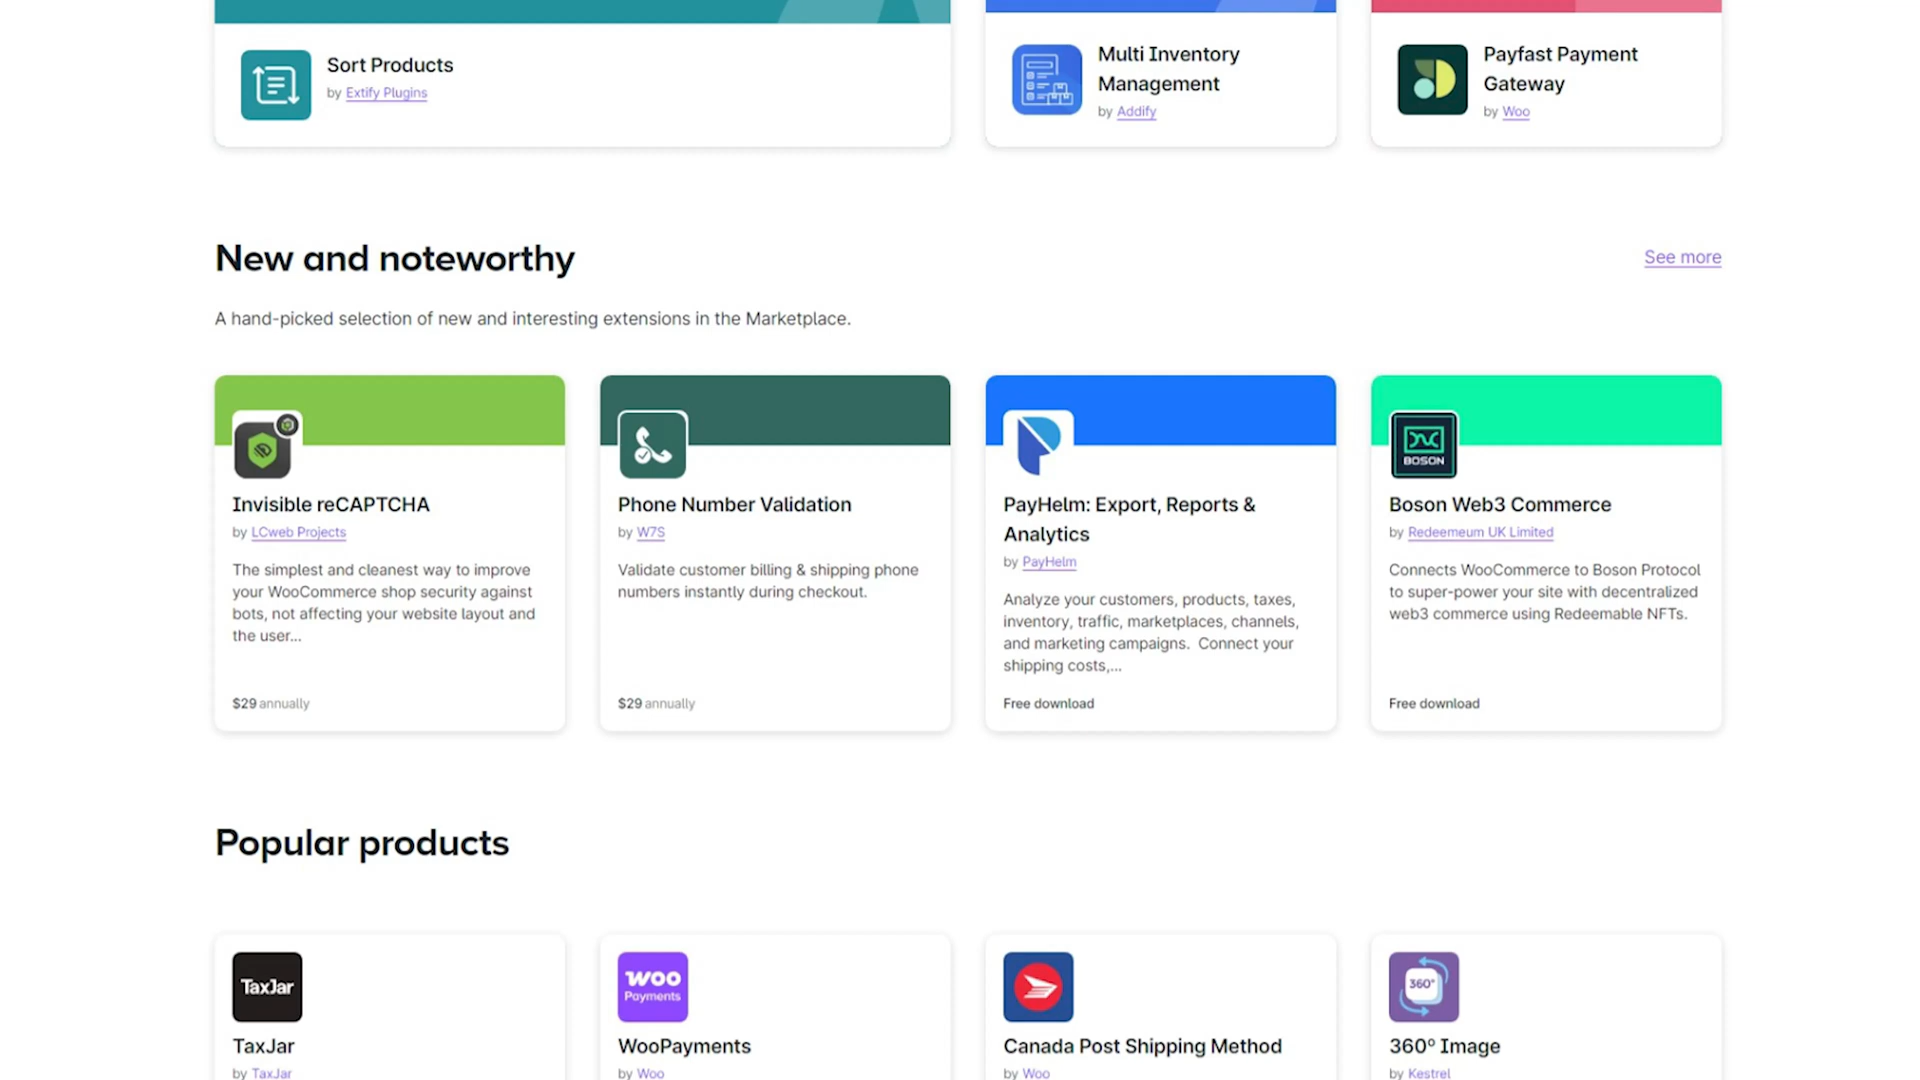 Sort Products
by Extify Plugins
Multi Inventory
Management
by Addify
Payfast Payment
Gateway
by Woo
New and noteworthy
See more
A hand-picked selection of new and interesting extensions in the Marketplace.
Invisible reCAPTCHA
by LCweb Projects
The simplest and cleanest way to improve
your WooCommerce shop security against
bots, not affecting your website layout and
the user...
$29 annually
Phone Number Validation
by W7S
Validate customer billing & shipping phone
numbers instantly during checkout.
$29 annually
PayHelm: Export, Reports &
Analytics
by PayHelm
Analyze your customers, products, taxes,
inventory, traffic, marketplaces, channels,
and marketing campaigns. Connect your
shipping costs,...
Free download
BOSON
Boson Web3 Commerce
by Redeemeum UK Limited
Connects WooCommerce to Boson Protocol
to super-power your site with decentralized
web3 commerce using Redeemable NFTs.
Free download
Popular products
TaxJar
TaxJar
by TaxJar
woo
Payments
WooPayments
by Woo
Canada Post Shipping Method
by Woo
360°
360º Image
by Kestrel